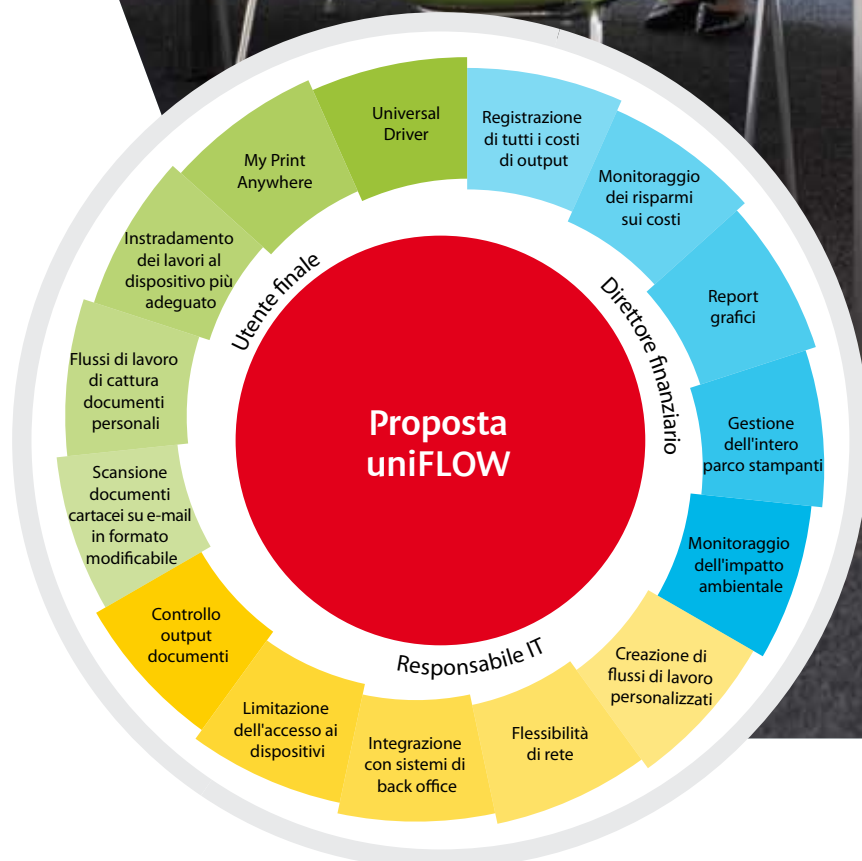 Proposta
uniFLOW
Utente finale
Universal
Driver
My Print
Anywhere
Instradamento
dei lavori al
dispositivo più
adeguato
Flussi di lavoro
di cattura
documenti
personali
Scansione
documenti
cartacei su e-mail
in formato
modificabile
Direttore finanziario
Registrazione
di tutti i costi
di output
Monitoraggio
dei risparmi
sui costi
Report
grafici
Gestione
dell'intero
parco stampanti
Monitoraggio
dell'impatto
ambientale
Responsabile IT
Creazione di
flussi di lavoro
personalizzati
Flessibilità
di rete
Integrazione
con sistemi di
back office
Limitazione
dell'accesso ai
dispositivi
Controllo
output
documenti